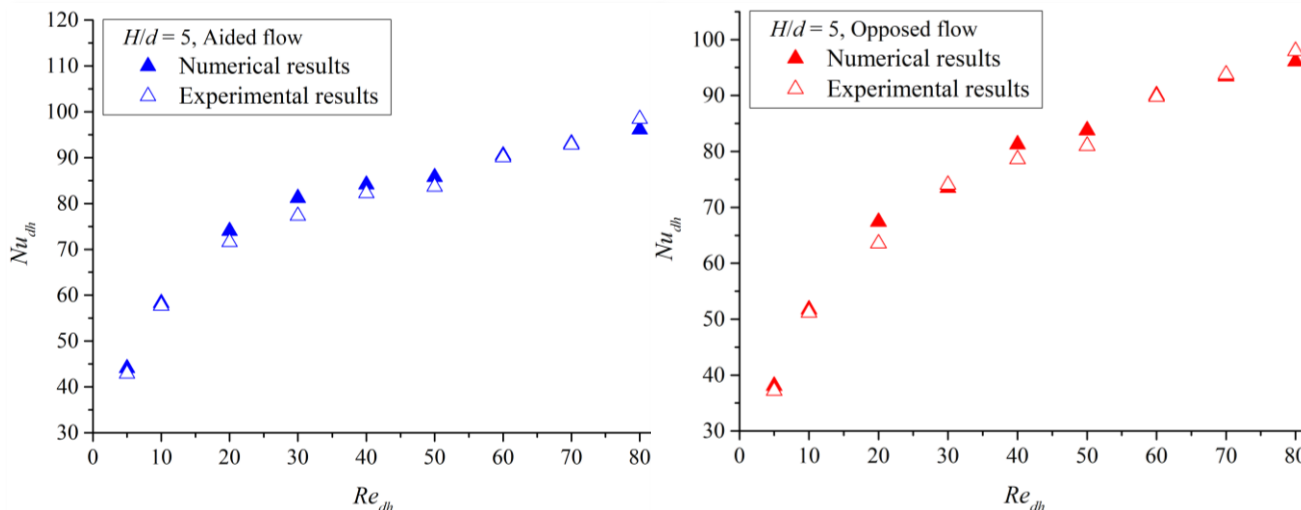 H/d = 5, Aided flow
Numerical results
Experimental results
120
110
100
90
80
70
60
50
40
30
Nu_dh
0 10 20 30 40 50 60 70 80
Re_dh
H/d = 5, Opposed flow
Numerical results
Experimental results
100
90
80
70
60
50
40
30
Nu_dh
0 10 20 30 40 50 60 70 80
Re_dh